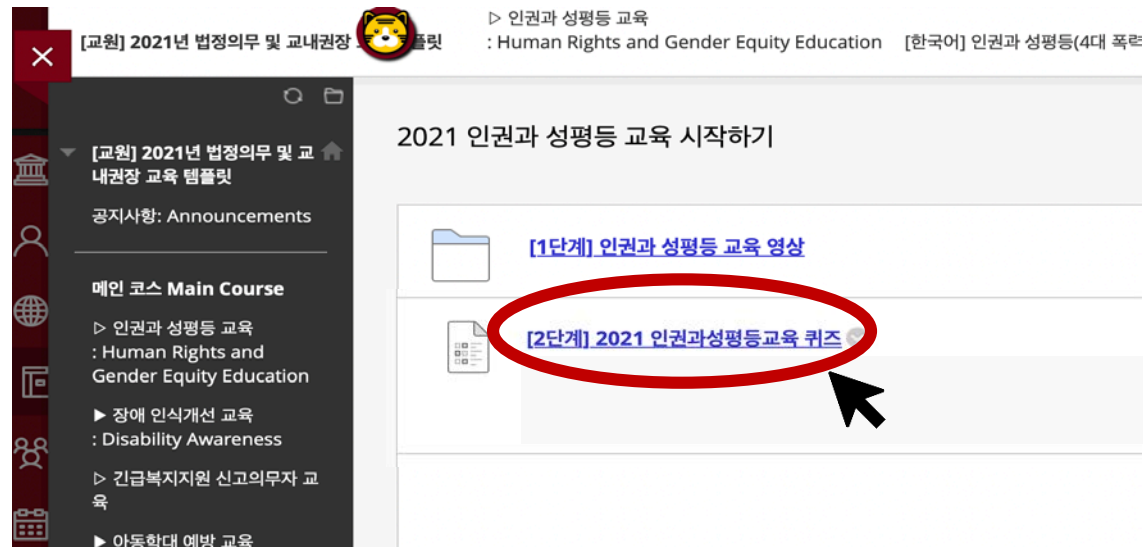 ▷ 인권과 성평등 교육
[교원] 2021년 법정의무 및 교내권장 플릿
: Human Rights and Gender Equity Education
[한국어] 인권과 성평등(4대 폭력
2021 인권과 성평등 교육 시작하기
[교원] 2021년 법정의무 및 교
내권장 교육 템플릿
공지사항: Announcements
메인 코스 Main Course
▷ 인권과 성평등 교육
: Human Rights and
Gender Equity Education
▶ 장애 인식개선 교육
: Disability Awareness
▷ 긴급복지지원 신고의무자 교
육
▶ 아동학대 예방 교육
[1단계] 인권과 성평등 교육 영상
[2단계] 2021 인권과성평등교육 퀴즈